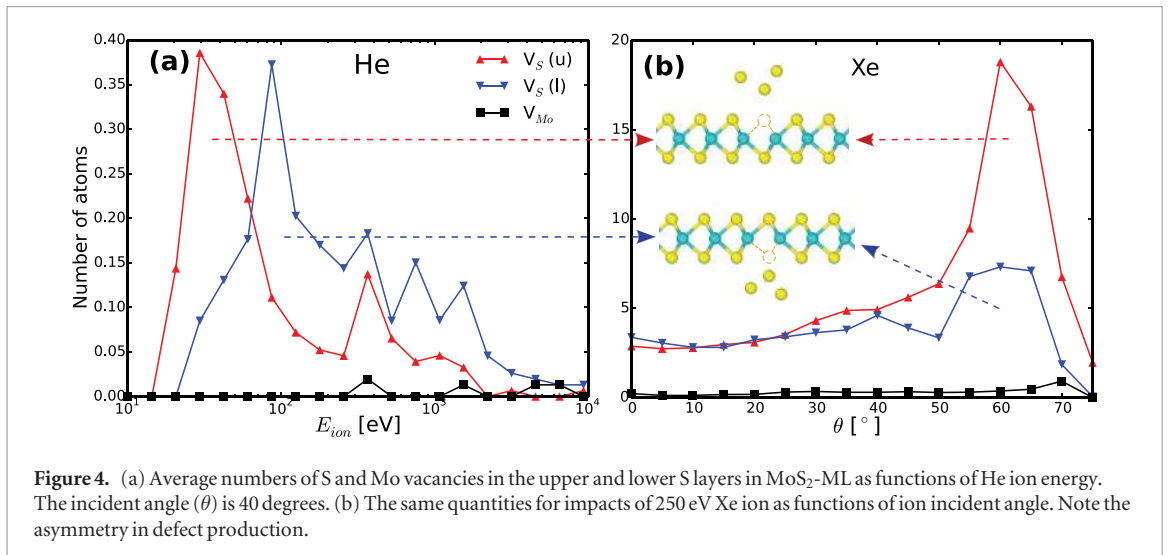 (a)
He
V_S (u)
V_S (l)
V_Mo
Number of atoms
0.40
0.35
0.30
0.25
0.20
0.15
0.10
0.05
0.00
10^1
10^2
10^3
10^4
E_ion [eV]
(b)
Xe
20
15
10
5
0
0
10
20
30
40
50
60
70
θ [°]
Figure 4. (a) Average numbers of S and Mo vacancies in the upper and lower S layers in MoS₂-ML as functions of He ion energy.
The incident angle (θ) is 40 degrees. (b) The same quantities for impacts of 250 eV Xe ion as functions of ion incident angle. Note the
asymmetry in defect production.